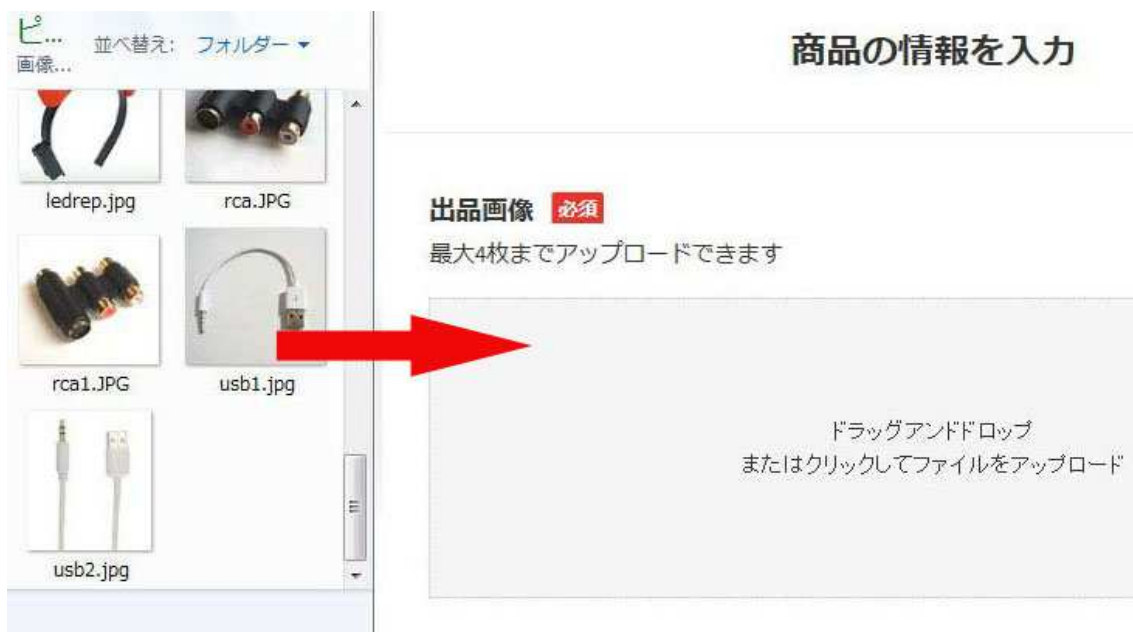 ピ...
画像...
並べ替え: フォルダー ▼
ledrep.jpg
rca.JPG
rca1.JPG
usb1.jpg
usb2.jpg
商品の情報を入力
出品画像 必須
最大4枚までアップロードできます
ドラッグアンドドロップ
またはクリックしてファイルをアップロード